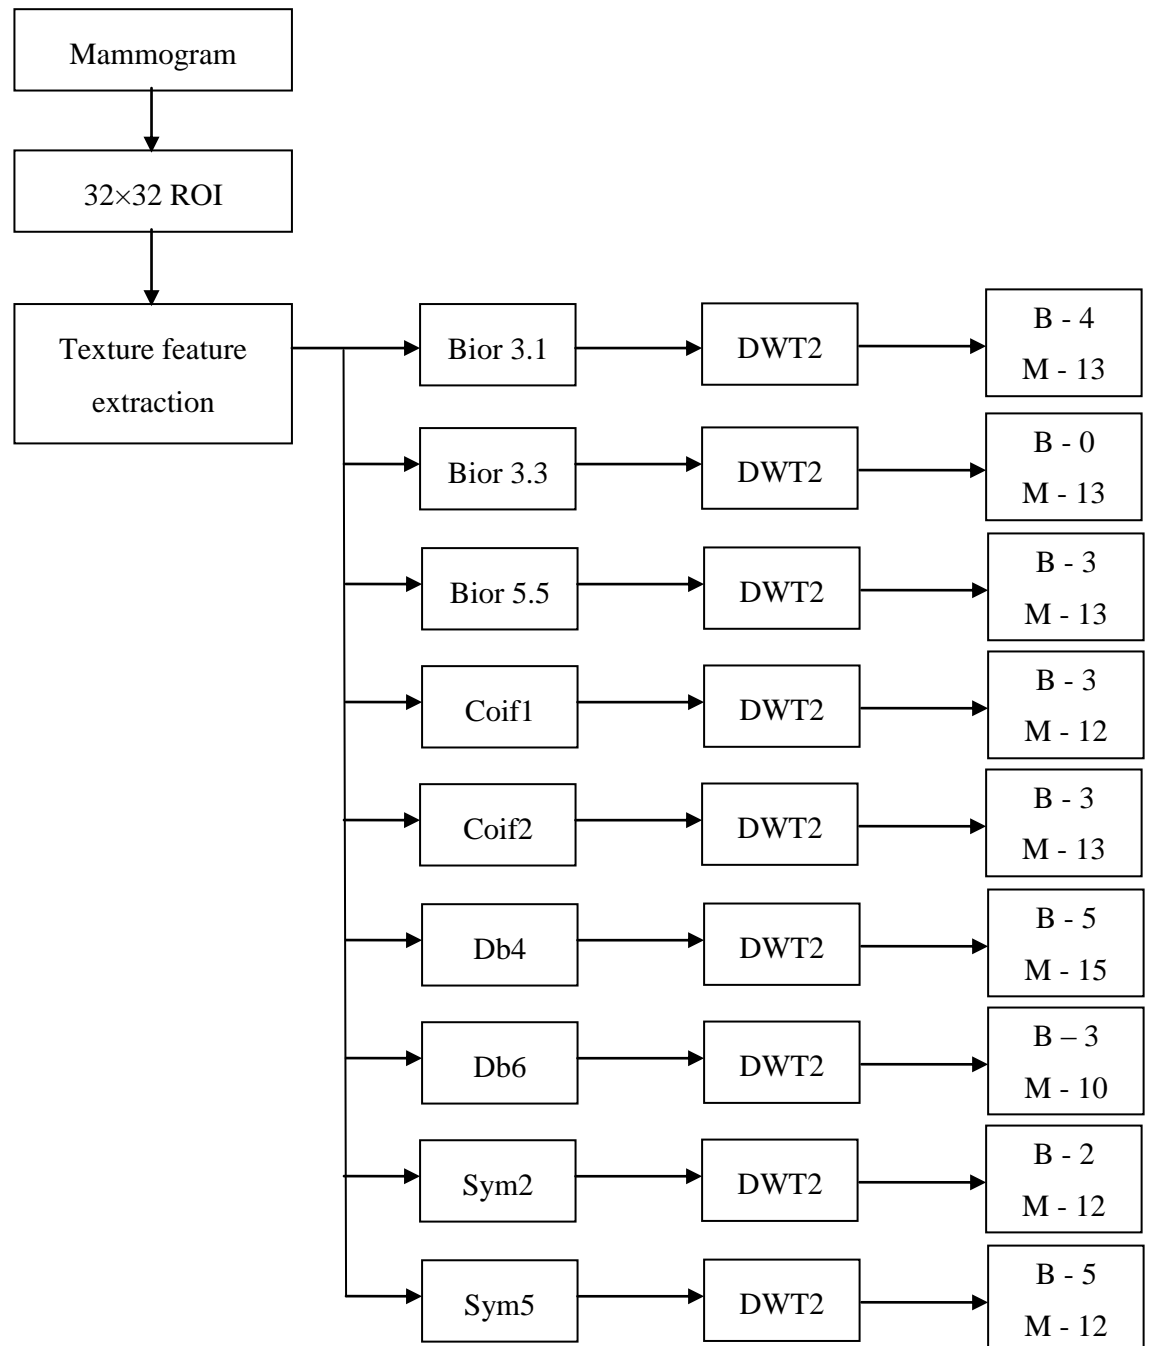 Mammogram
32×32 ROI
Texture feature
extraction
Bior 3.1
DWT2
B - 4
M - 13
Bior 3.3
DWT2
B - 0
M - 13
Bior 5.5
DWT2
B - 3
M - 13
Coif1
DWT2
B - 3
M - 12
Coif2
DWT2
B - 3
M - 13
Db4
DWT2
B - 5
M - 15
Db6
DWT2
B – 3
M - 10
Sym2
DWT2
B - 2
M - 12
Sym5
DWT2
B - 5
M - 12